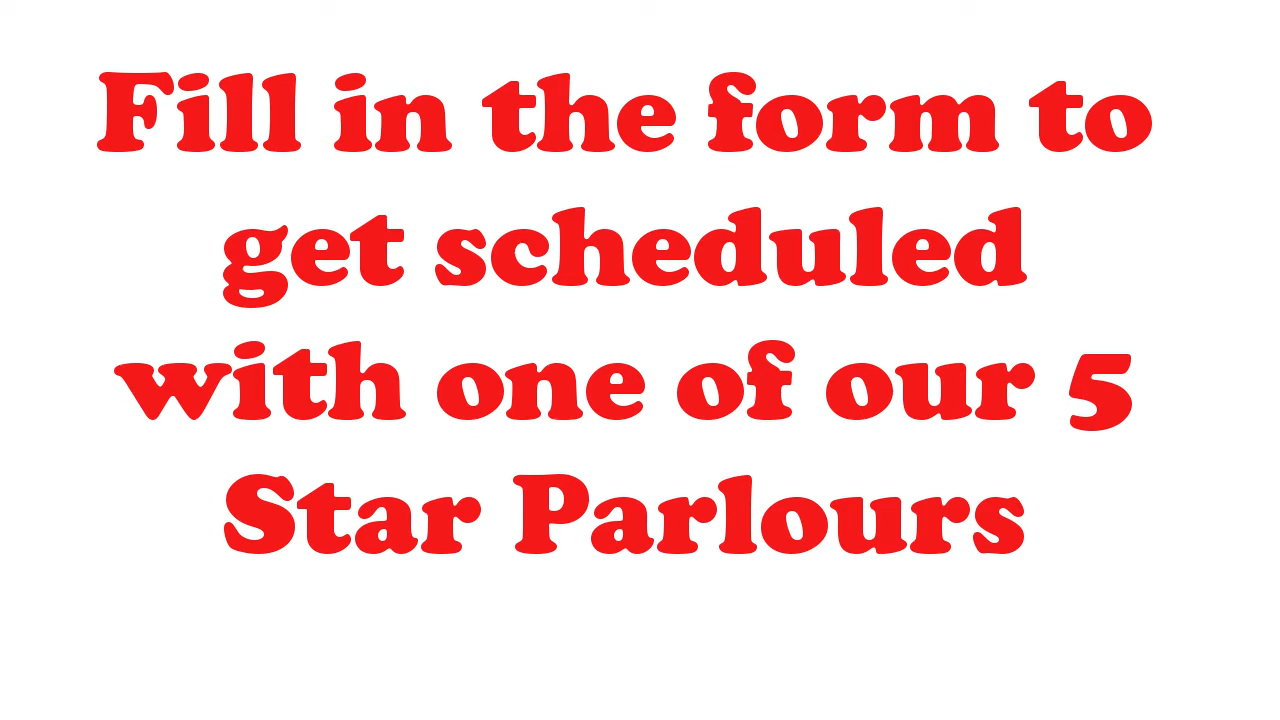 Fill in the form to
get scheduled
with one of our 5
Star Parlours